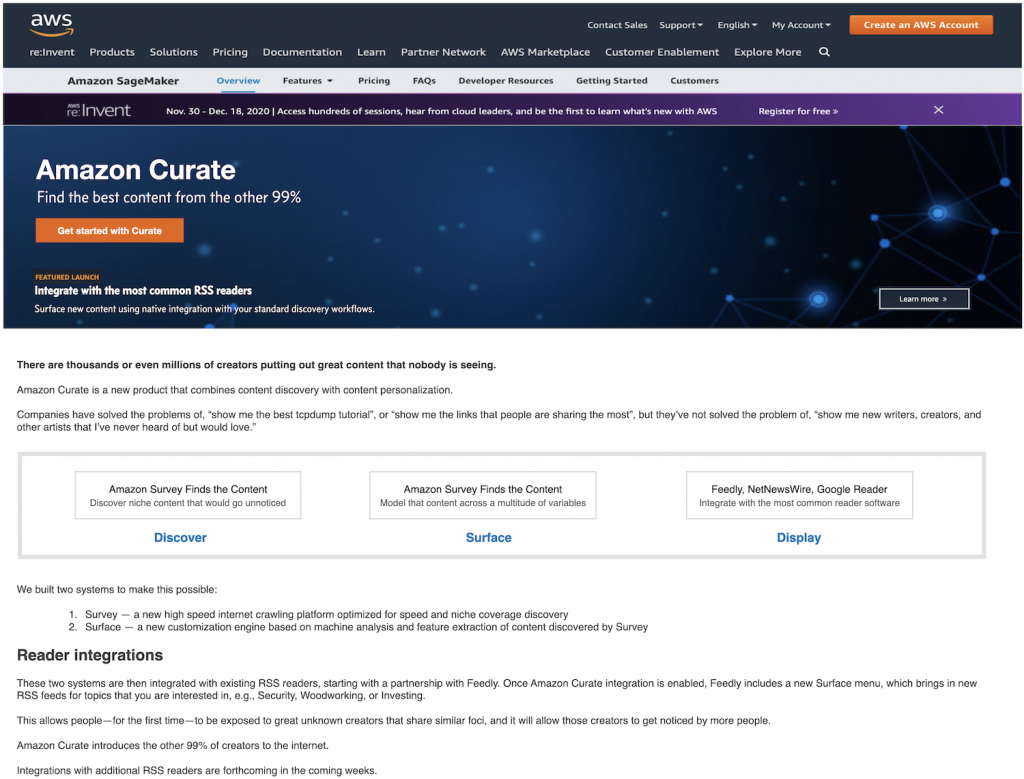 aws
Contact Sales Support English My Account Create an AWS Account
re:Invent Products Solutions Pricing Documentation Learn Partner Network AWS Marketplace Customer Enablement Explore More
Amazon SageMaker Overview Features Pricing FAQs Developer Resources Getting Started Customers
AWS re:Invent Nov. 30 - Dec. 18, 2020 | Access hundreds of sessions, hear from cloud leaders, and be the first to learn what's new with AWS Register for free »
Amazon Curate
Find the best content from the other 99%
Get started with Curate
FEATURED LAUNCH
Integrate with the most common RSS readers
Surface new content using native integration with your standard discovery workflows.
Learn more »
There are thousands or even millions of creators putting out great content that nobody is seeing.
Amazon Curate is a new product that combines content discovery with content personalization.
Companies have solved the problems of, “show me the best tcpdump tutorial”, or “show me the links that people are sharing the most”, but they’ve not solved the problem of, “show me new writers, creators, and
other artists that I’ve never heard of but would love.”
Amazon Survey Finds the Content
Discover niche content that would go unnoticed
Discover
Amazon Survey Finds the Content
Model that content across a multitude of variables
Surface
Feedly, NetNewsWire, Google Reader
Integrate with the most common reader software
Display
We built two systems to make this possible:
1. Survey — a new high speed internet crawling platform optimized for speed and niche coverage discovery
2. Surface — a new customization engine based on machine analysis and feature extraction of content discovered by Survey
Reader integrations
These two systems are then integrated with existing RSS readers, starting with a partnership with Feedly. Once Amazon Curate integration is enabled, Feedly includes a new Surface menu, which brings in new
RSS feeds for topics that you are interested in, e.g., Security, Woodworking, or Investing.
This allows people—for the first time—to be exposed to great unknown creators that share similar foci, and it will allow those creators to get noticed by more people.
Amazon Curate introduces the other 99% of creators to the internet.
Integrations with additional RSS readers are forthcoming in the coming weeks.